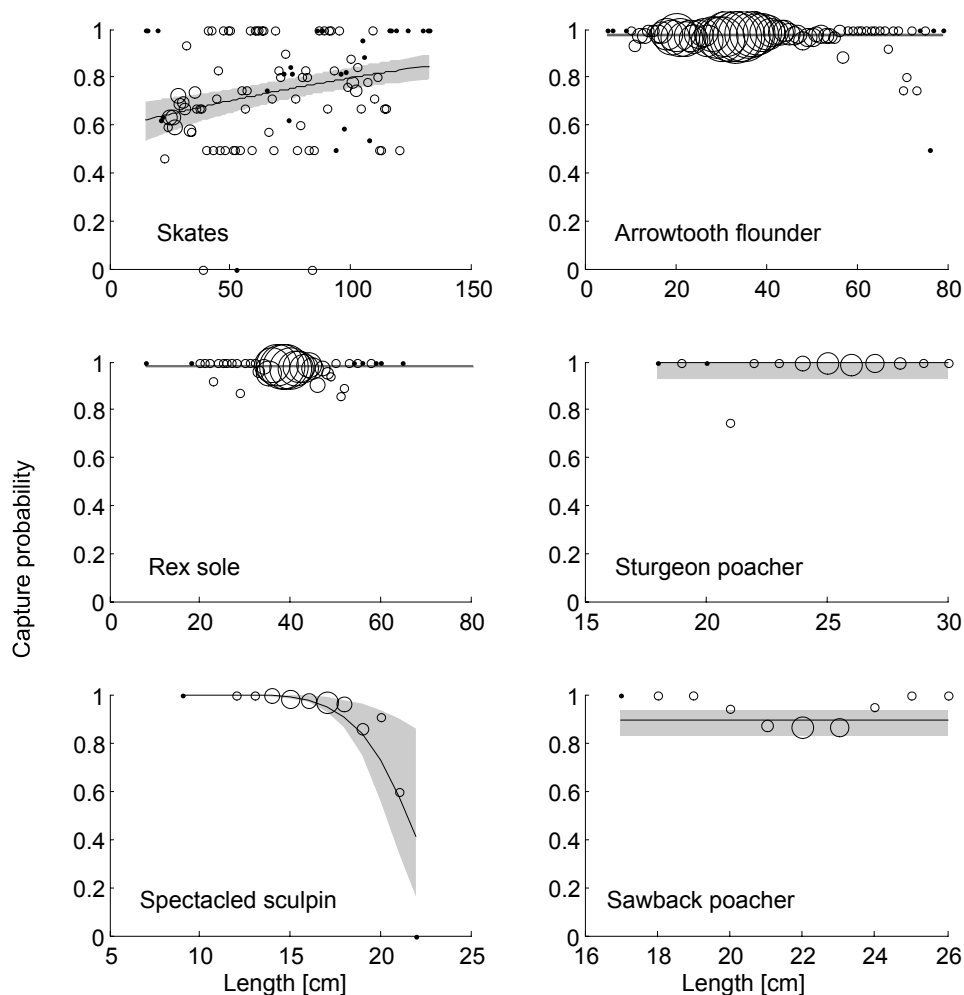 1
0.8
0.6
0.4
0.2
0
Skates
0 50 100 150
1
0.8
0.6
0.4
0.2
0
Arrowtooth flounder
0 20 40 60 80
1
0.8
0.6
0.4
0.2
0
Rex sole
0 20 40 60 80
1
0.8
0.6
0.4
0.2
0
Sturgeon poacher
15 20 25 30
Capture probability
1
0.8
0.6
0.4
0.2
0
Spectacled sculpin
5 10 15 20 25
Length [cm]
1
0.8
0.6
0.4
0.2
0
Sawback poacher
16 18 20 22 24 26
Length [cm]